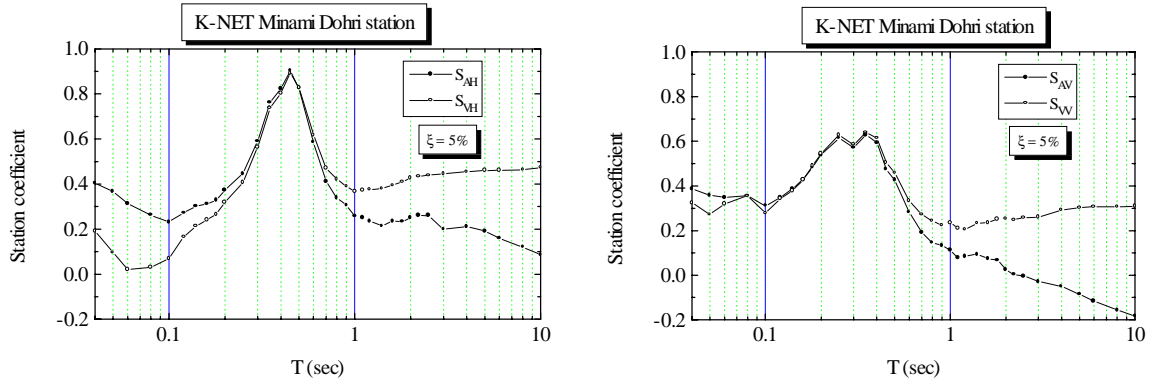 K-NET Minami Dohri station
1.0
0.8
0.6
0.4
0.2
0.0
-0.2
Station coefficient
S_AH
S_VH
ξ = 5%
0.1
1
10
T (sec)
K-NET Minami Dohri station
1.0
0.8
0.6
0.4
0.2
0.0
-0.2
Station coefficient
S_AV
S_VV
ξ = 5%
0.1
1
10
T (sec)